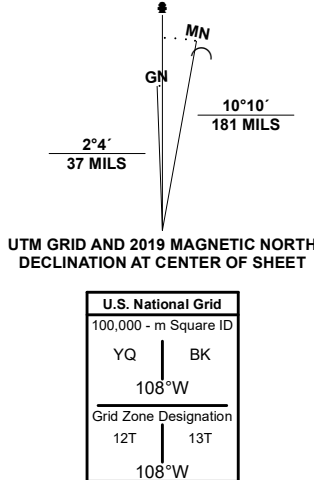 MN
GN
10°10´
181 MILS
2°4´
37 MILS
UTM GRID AND 2019 MAGNETIC NORTH
DECLINATION AT CENTER OF SHEET
U.S. National Grid
100,000 - m Square ID
YQ BK
108°W
Grid Zone Designation
12T 13T
108°W